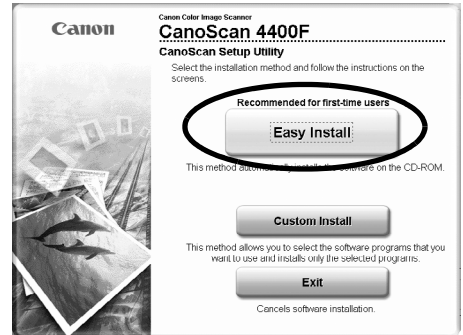 Canon
Canon Color Image Scanner
CanoScan 4400F
CanoScan Setup Utility
Select the installation method and follow the instructions on the
screens.
Recommended for first-time users
Easy Install
This method automatically installs the software on the CD-ROM.
Custom Install
This method allows you to select the software programs that you
want to use and installs only the selected programs.
Exit
Cancels software installation.